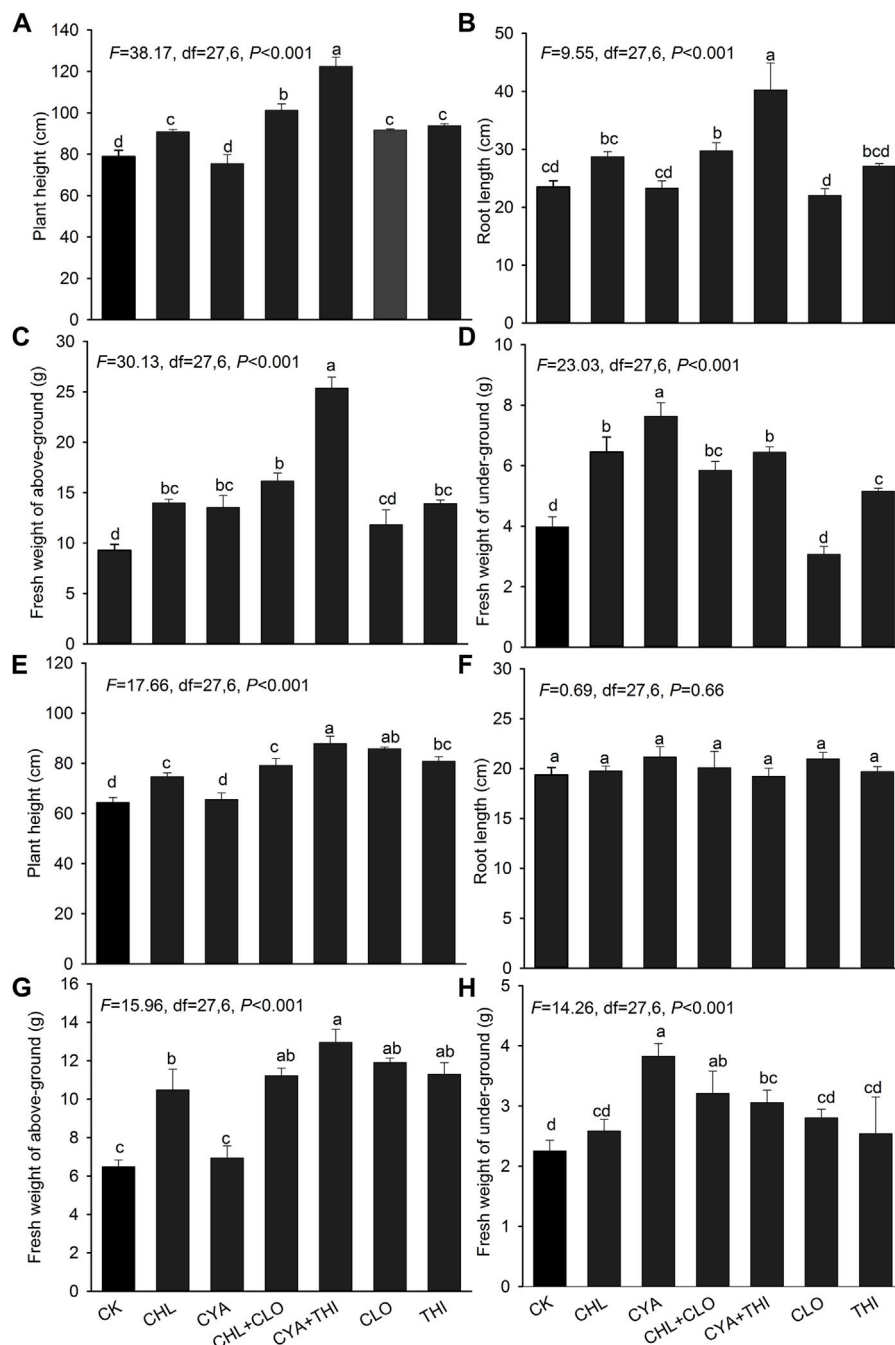 A
F=38.17, df=27,6, P<0.001
Plant height (cm)
140
120
100
80
60
40
20
0
d
c
d
b
a
c
c
B
F=9.55, df=27,6, P<0.001
Root length (cm)
50
40
30
20
10
0
cd
bc
cd
b
a
d
bcd
C
F=30.13, df=27,6, P<0.001
Fresh weight of above-ground (g)
30
25
20
15
10
5
0
d
bc
bc
b
a
cd
bc
D
F=23.03, df=27,6, P<0.001
Fresh weight of under-ground (g)
10
8
6
4
2
0
d
b
a
bc
b
d
c
E
F=17.66, df=27,6, P<0.001
Plant height (cm)
120
100
80
60
40
20
0
d
c
d
c
a
ab
bc
F
F=0.69, df=27,6, P=0.66
Root length (cm)
30
25
20
15
10
5
0
a
a
a
a
a
a
a
G
F=15.96, df=27,6, P<0.001
Fresh weight of above-ground (g)
16
14
12
10
8
6
4
2
0
c
b
c
ab
a
ab
ab
CK
CHL
CYA
CHL+CLO
CYA+THI
CLO
THI
H
F=14.26, df=27,6, P<0.001
Fresh weight of under-ground (g)
5
4
3
2
1
0
d
cd
a
ab
bc
cd
cd
CK
CHL
CYA
CHL+CLO
CYA+THI
CLO
THI